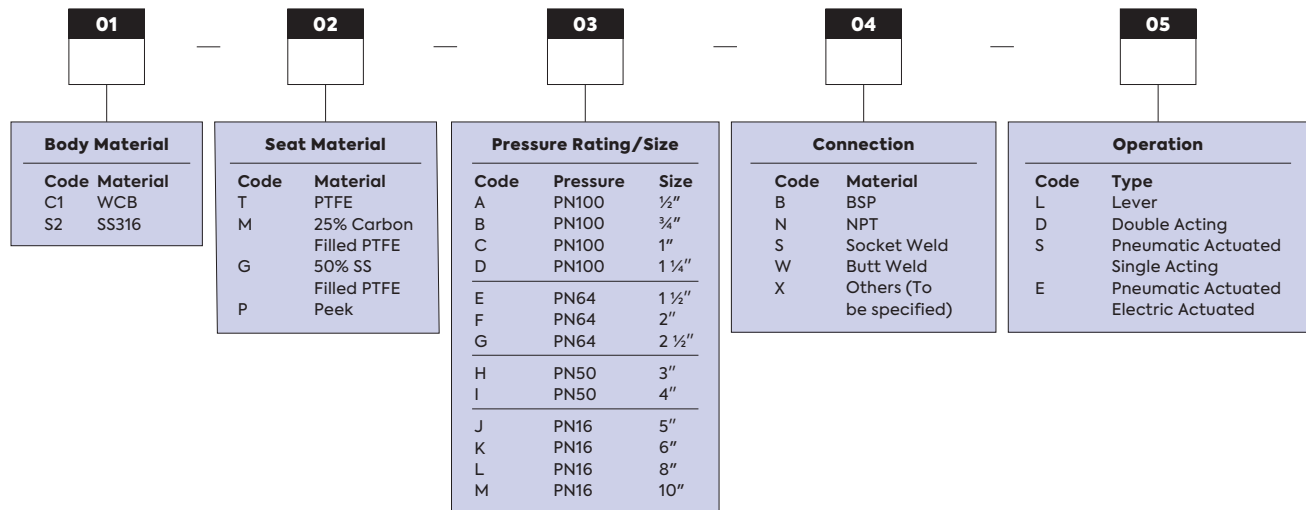 01 — 02 — 03 — 04 — 05
Body Material
Code Material
C1 WCB
S2 SS316
Seat Material
Code Material
T PTFE
M 25% Carbon
Filled PTFE
G 50% SS
Filled PTFE
P Peek
Pressure Rating/Size
Code Pressure Size
A PN100 ½″
B PN100 ¾″
C PN100 1″
D PN100 1 ¼″
E PN64 1 ½″
F PN64 2″
G PN64 2 ½″
H PN50 3″
I PN50 4″
J PN16 5″
K PN16 6″
L PN16 8″
M PN16 10″
Connection
Code Material
B BSP
N NPT
S Socket Weld
W Butt Weld
X Others (To
be specified)
Operation
Code Type
L Lever
D Double Acting
S Pneumatic Actuated
Single Acting
E Pneumatic Actuated
Electric Actuated